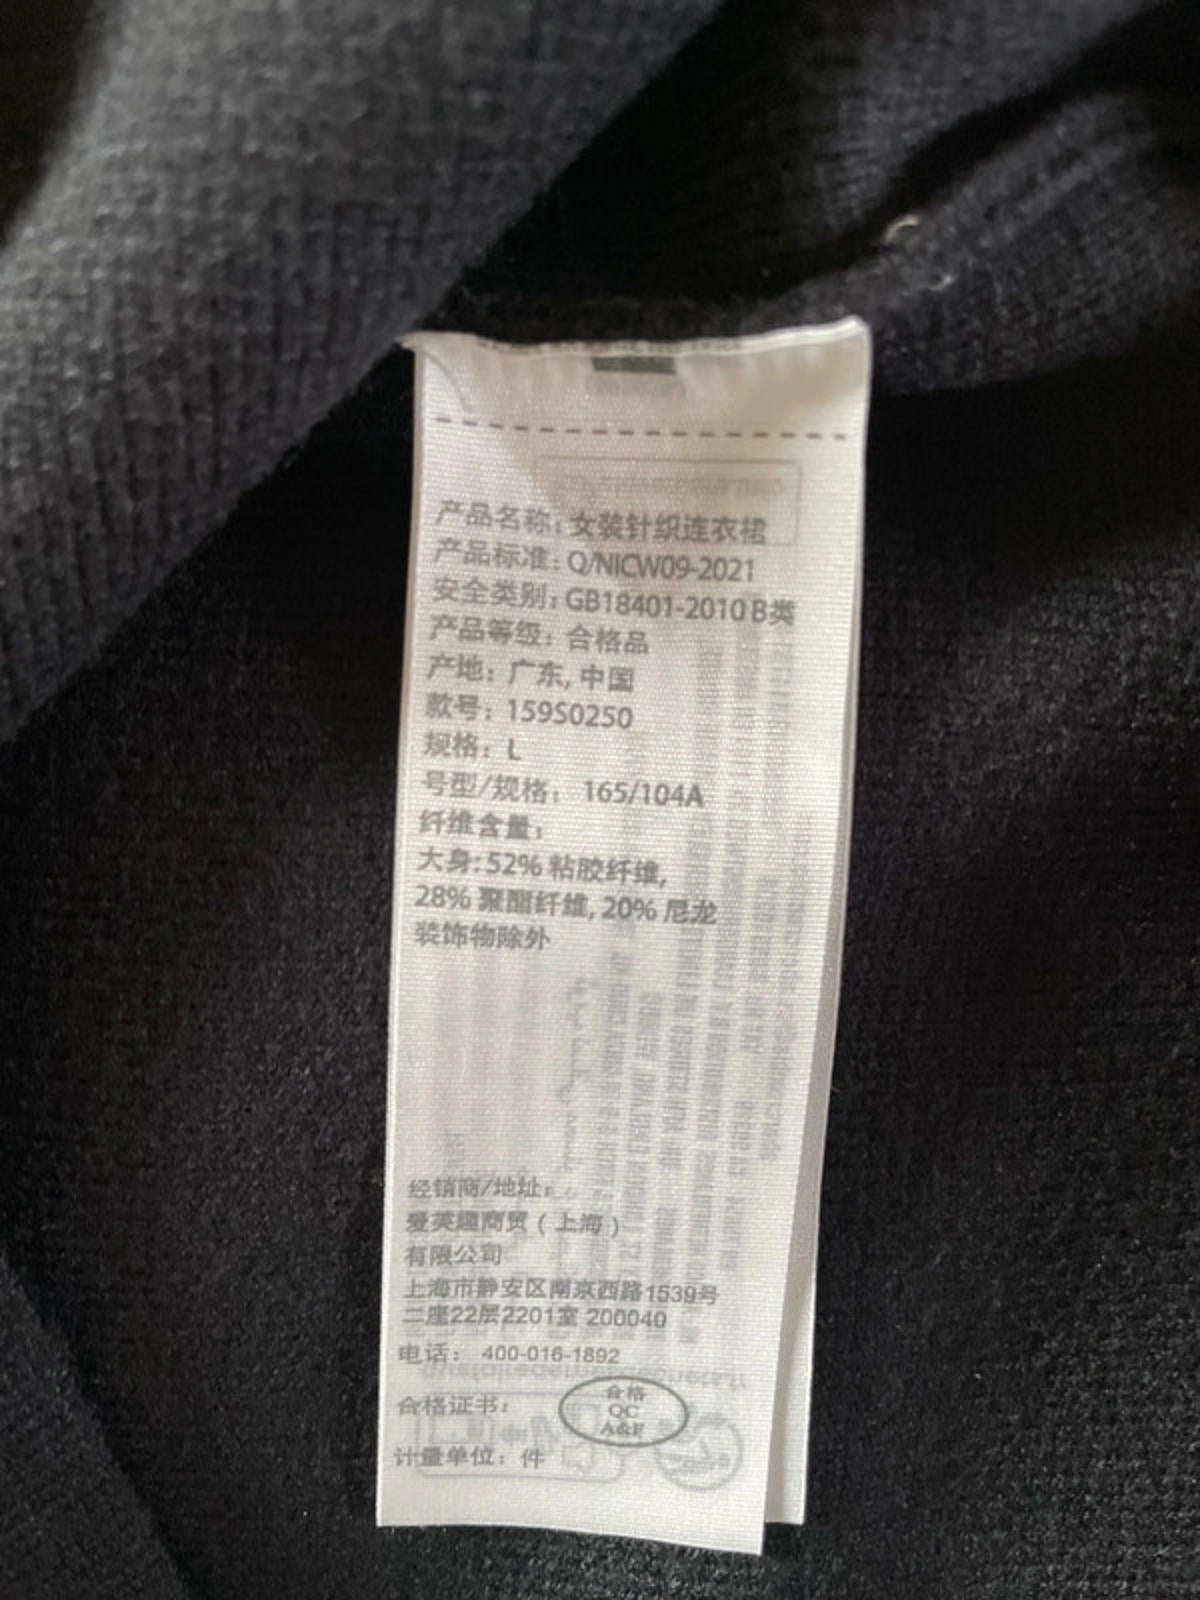 产品名称: 女装针织连衣裙
产品标准: Q/NICW09-2021
安全类别: GB18401-2010 B类
产品等级: 合格品
产地: 广东, 中国
款号: 159S0250
规格: L
号型/规格: 165/104A
纤维含量:
大身: 52% 粘胶纤维,
28% 聚酯纤维, 20% 尼龙
装饰物除外
经销商/地址:
爱芙趣商贸 ( 上海 )
有限公司
上海市静安区南京西路1539号
二座22层2201室 200040
电话: 400-016-1892
合格证书:
合格
QC
A&F
计量单位: 件